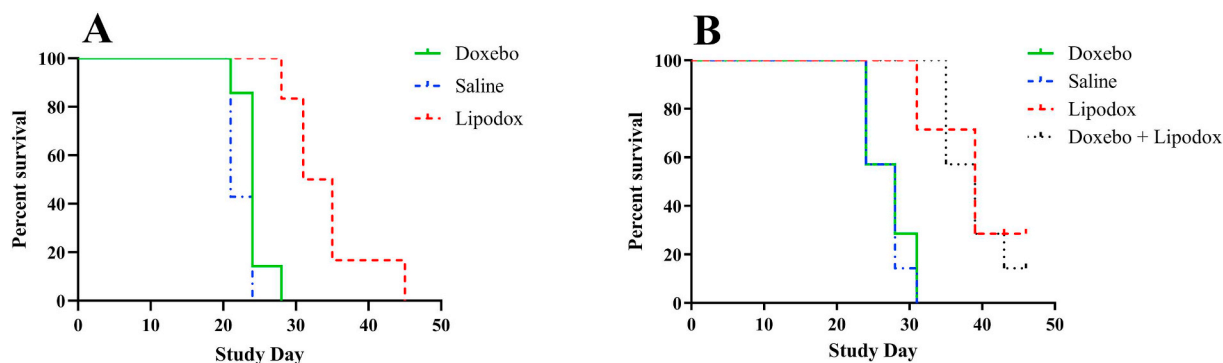 A
Percent survival
100
80
60
40
20
0
0 10 20 30 40 50
Study Day
Doxebo
Saline
Lipodox
B
Percent survival
100
80
60
40
20
0
0 10 20 30 40 50
Study Day
Doxebo
Saline
Lipodox
Doxebo + Lipodox